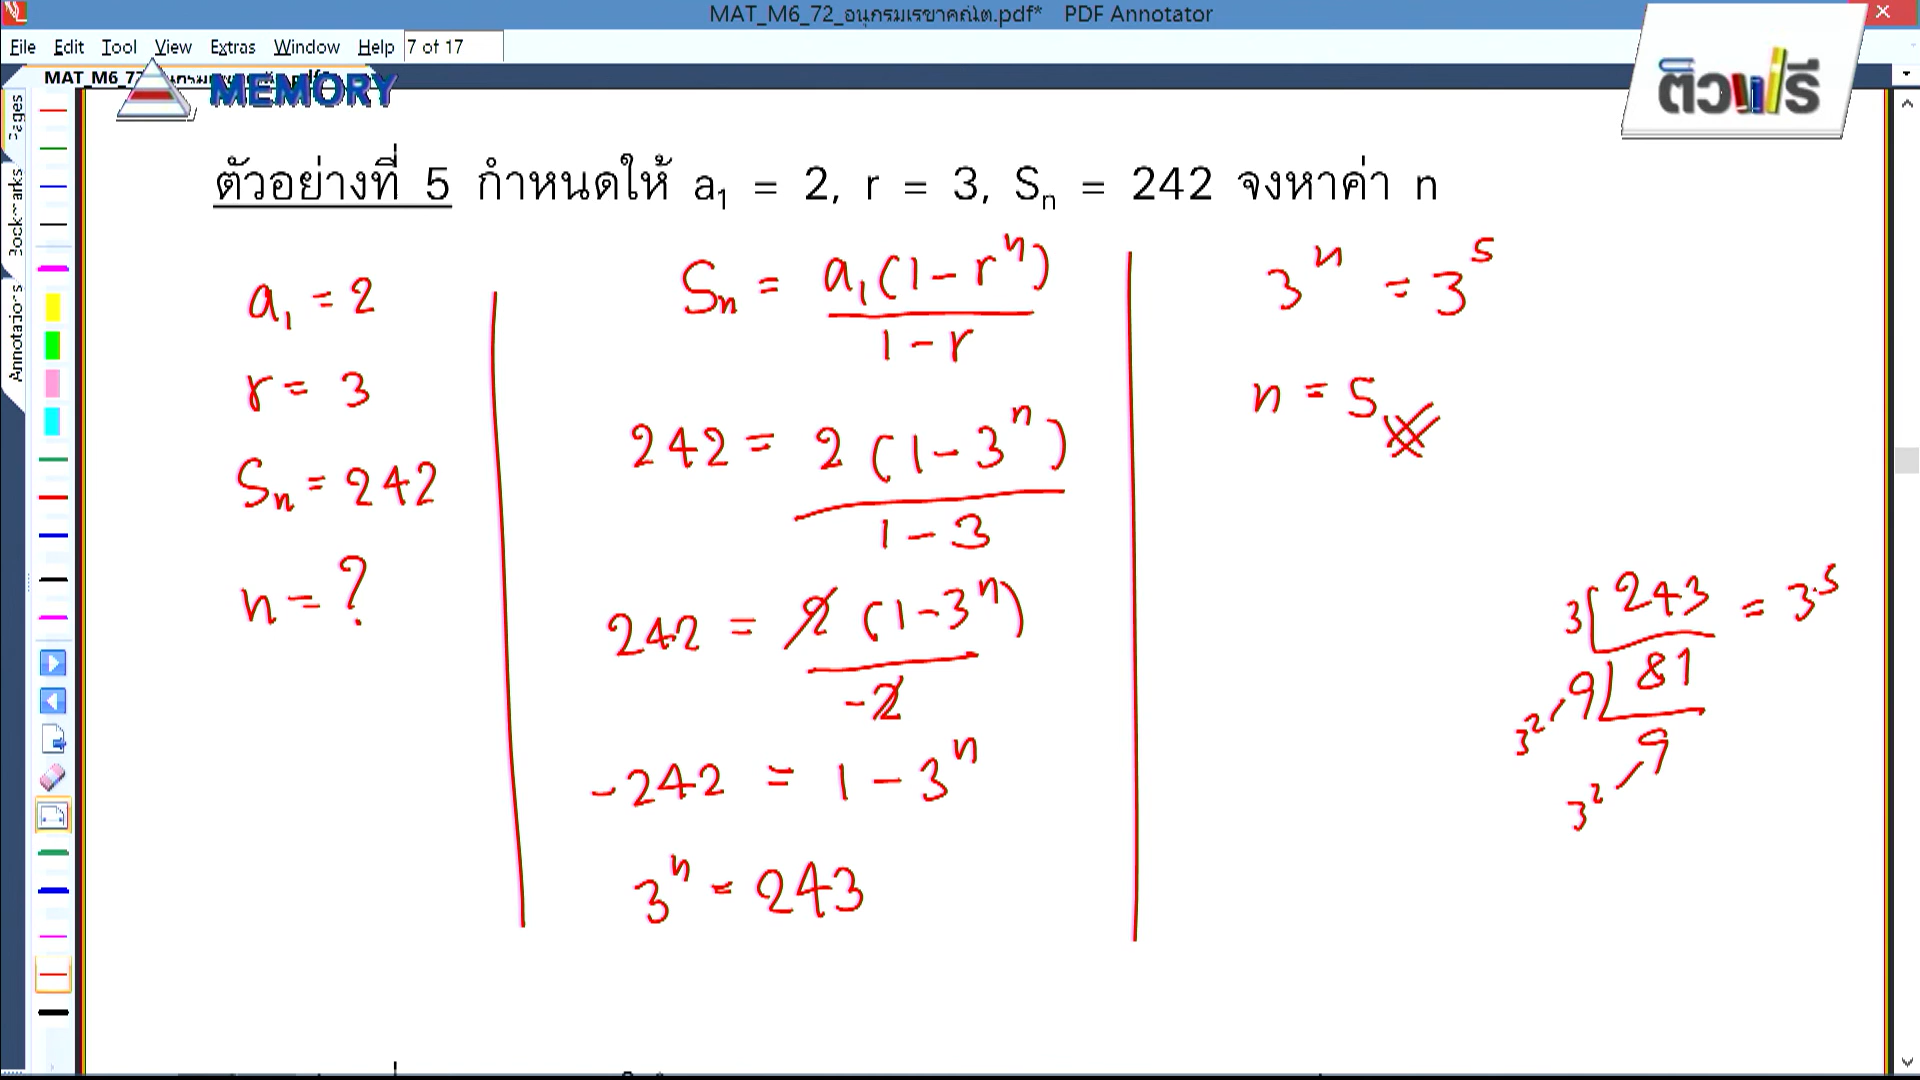 MAT_M6_72_อนุกรมเรขาคณิต.pdf* PDF Annotator
File Edit Tool View Extras Window Help 7 of 17
MEMORY
ติวฟรี
Pages
Bookmarks
Annotations
ตัวอย่างที่ 5 กำหนดให้ a₁ = 2, r = 3, Sₙ = 242 จงหาค่า n
a₁ = 2
r = 3
Sₙ = 242
n = ?
Sₙ = a₁(1-rⁿ)
1-r
242 = 2(1-3ⁿ)
1-3
242 = 2(1-3ⁿ)
-2
-242 = 1-3ⁿ
3ⁿ = 243
3ⁿ = 3⁵
n = 5
3 243 = 3⁵
3² 9 81
3² 9